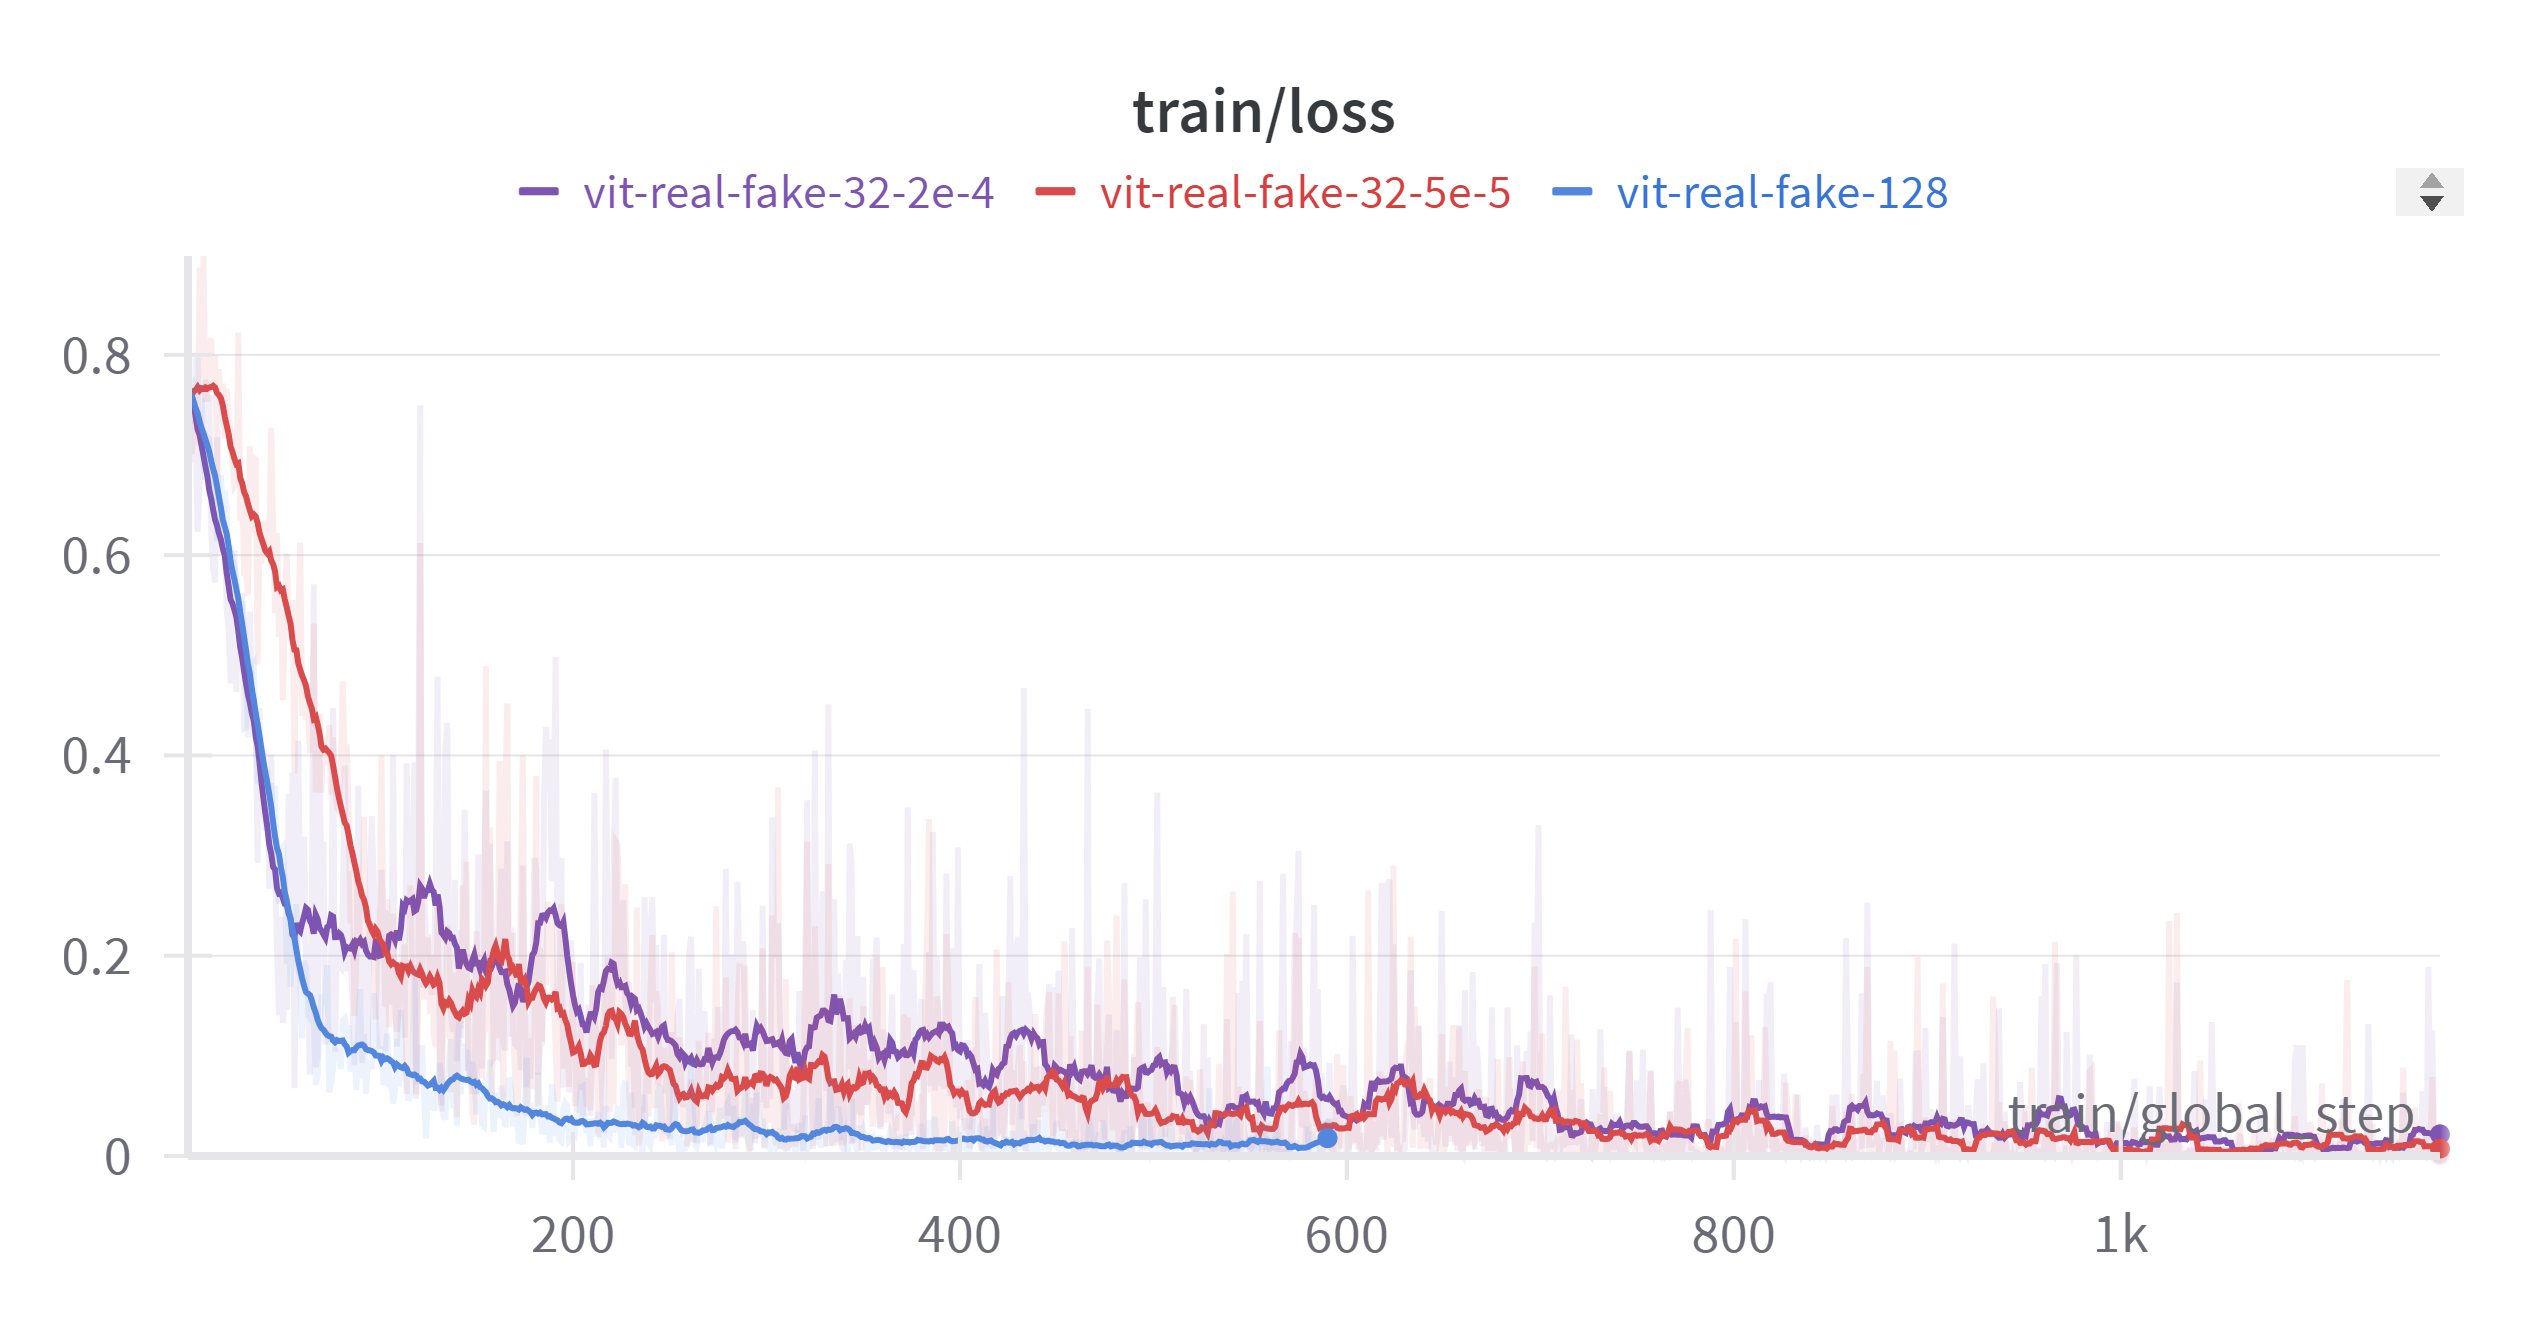 train/loss
vit-real-fake-32-2e-4 vit-real-fake-32-5e-5 vit-real-fake-128
0.8
0.6
0.4
0.2
0
train/global_step
200 400 600 800 1k